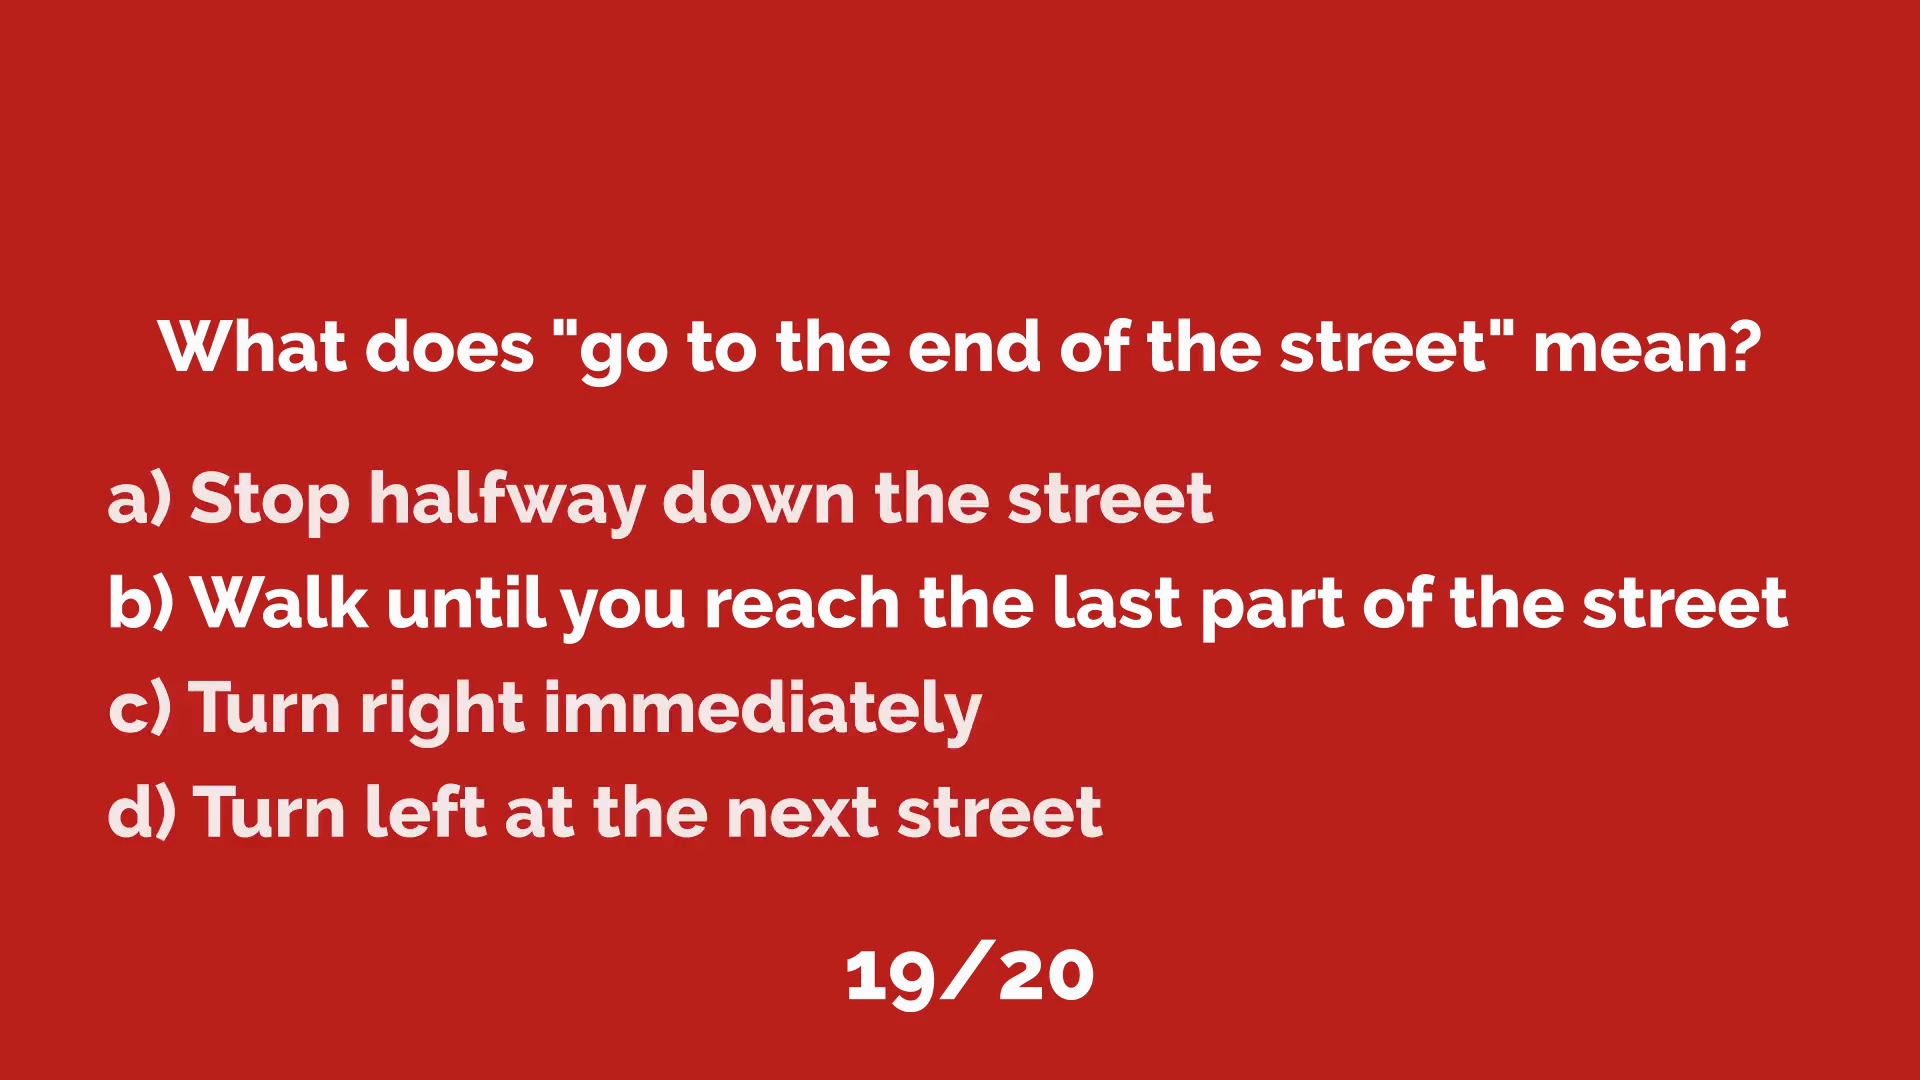 What does "go to the end of the street" mean?
a) Stop halfway down the street
b) Walk until you reach the last part of the street
c) Turn right immediately
d) Turn left at the next street
19/20